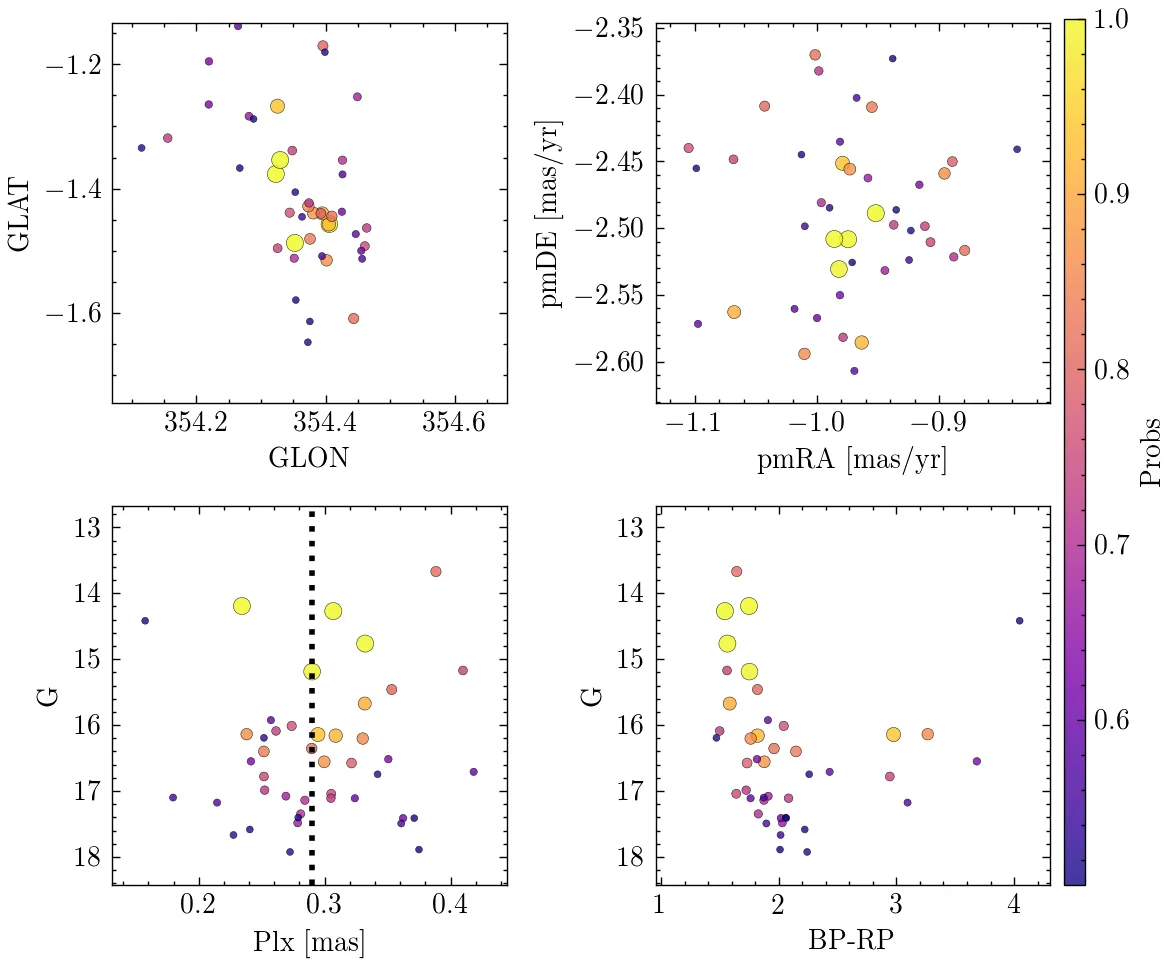 −1.2
−1.4
−1.6
GLAT
354.2 354.4 354.6
GLON
−2.35
−2.40
−2.45
−2.50
−2.55
−2.60
pmDE [mas/yr]
−1.1 −1.0 −0.9
pmRA [mas/yr]
13
14
15
16
17
18
G
0.2 0.3 0.4
Plx [mas]
13
14
15
16
17
18
G
1 2 3 4
BP-RP
1.0
0.9
0.8
0.7
0.6
Probs